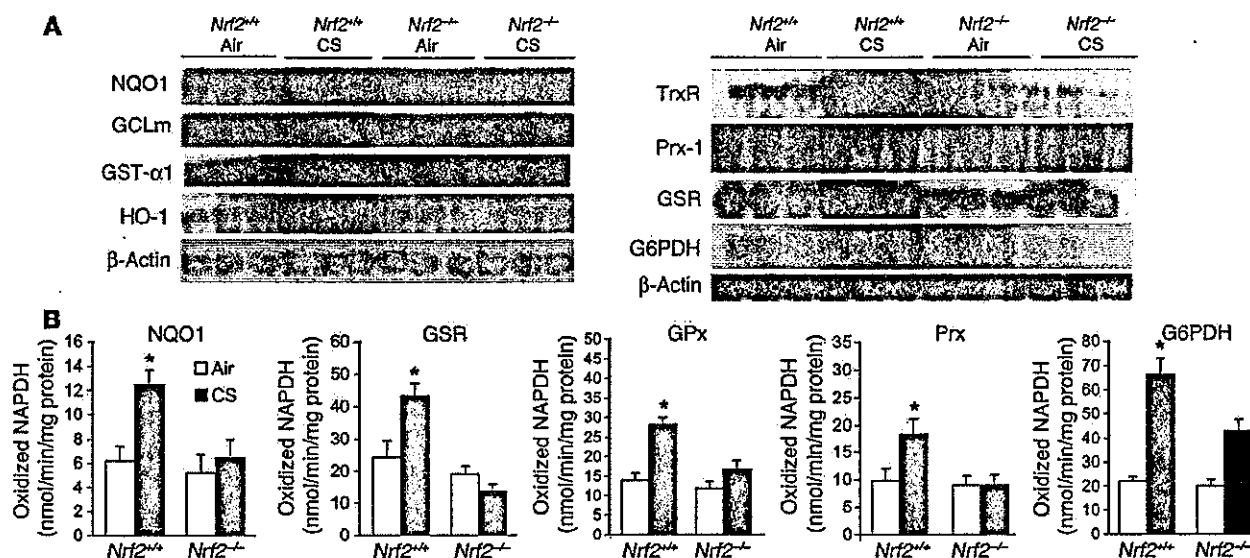 A
Nrf2+/+ Nrf2+/+ Nrf2–/– Nrf2–/–
Air CS Air CS
NQO1
GCLm
GST-α1
HO-1
β-Actin
Nrf2+/+ Nrf2+/+ Nrf2–/– Nrf2–/–
Air CS Air CS
TrxR
Prx-1
GSR
G6PDH
β-Actin
B
NQO1
Oxidized NAPDH
(nmol/min/mg protein)
16
14
12
10
8
6
4
2
0
*
Air
CS
Nrf2+/+ Nrf2–/–
GSR
Oxidized NAPDH
(nmol/min/mg protein)
60
50
40
30
20
10
0
*
Nrf2+/+ Nrf2–/–
GPx
Oxidized NAPDH
(nmol/min/mg protein)
50
45
40
35
30
25
20
15
10
5
0
*
Nrf2+/+ Nrf2–/–
Prx
Oxidized NAPDH
(nmol/min/mg protein)
35
30
25
20
15
10
5
0
*
Nrf2+/+ Nrf2–/–
G6PDH
Oxidized NAPDH
(nmol/min/mg protein)
80
70
60
50
40
30
20
10
0
*
Nrf2+/+ Nrf2–/–